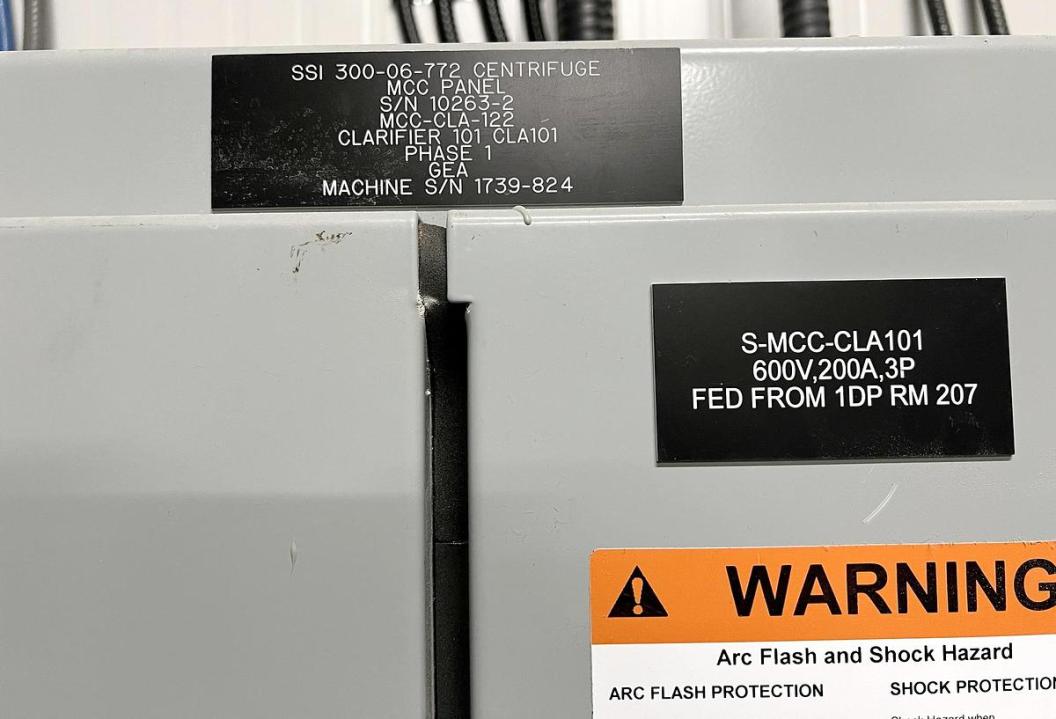 SSI 300-06-772 CENTRIFUGE
MCC PANEL
S/N 10263-2
MCC-CLA-122
CLARIFIER 101 CLA101
PHASE 1
GEA
MACHINE S/N 1739-824
S-MCC-CLA101
600V,200A,3P
FED FROM 1DP RM 207
WARNING
Arc Flash and Shock Hazard
ARC FLASH PROTECTION SHOCK PROTECTION